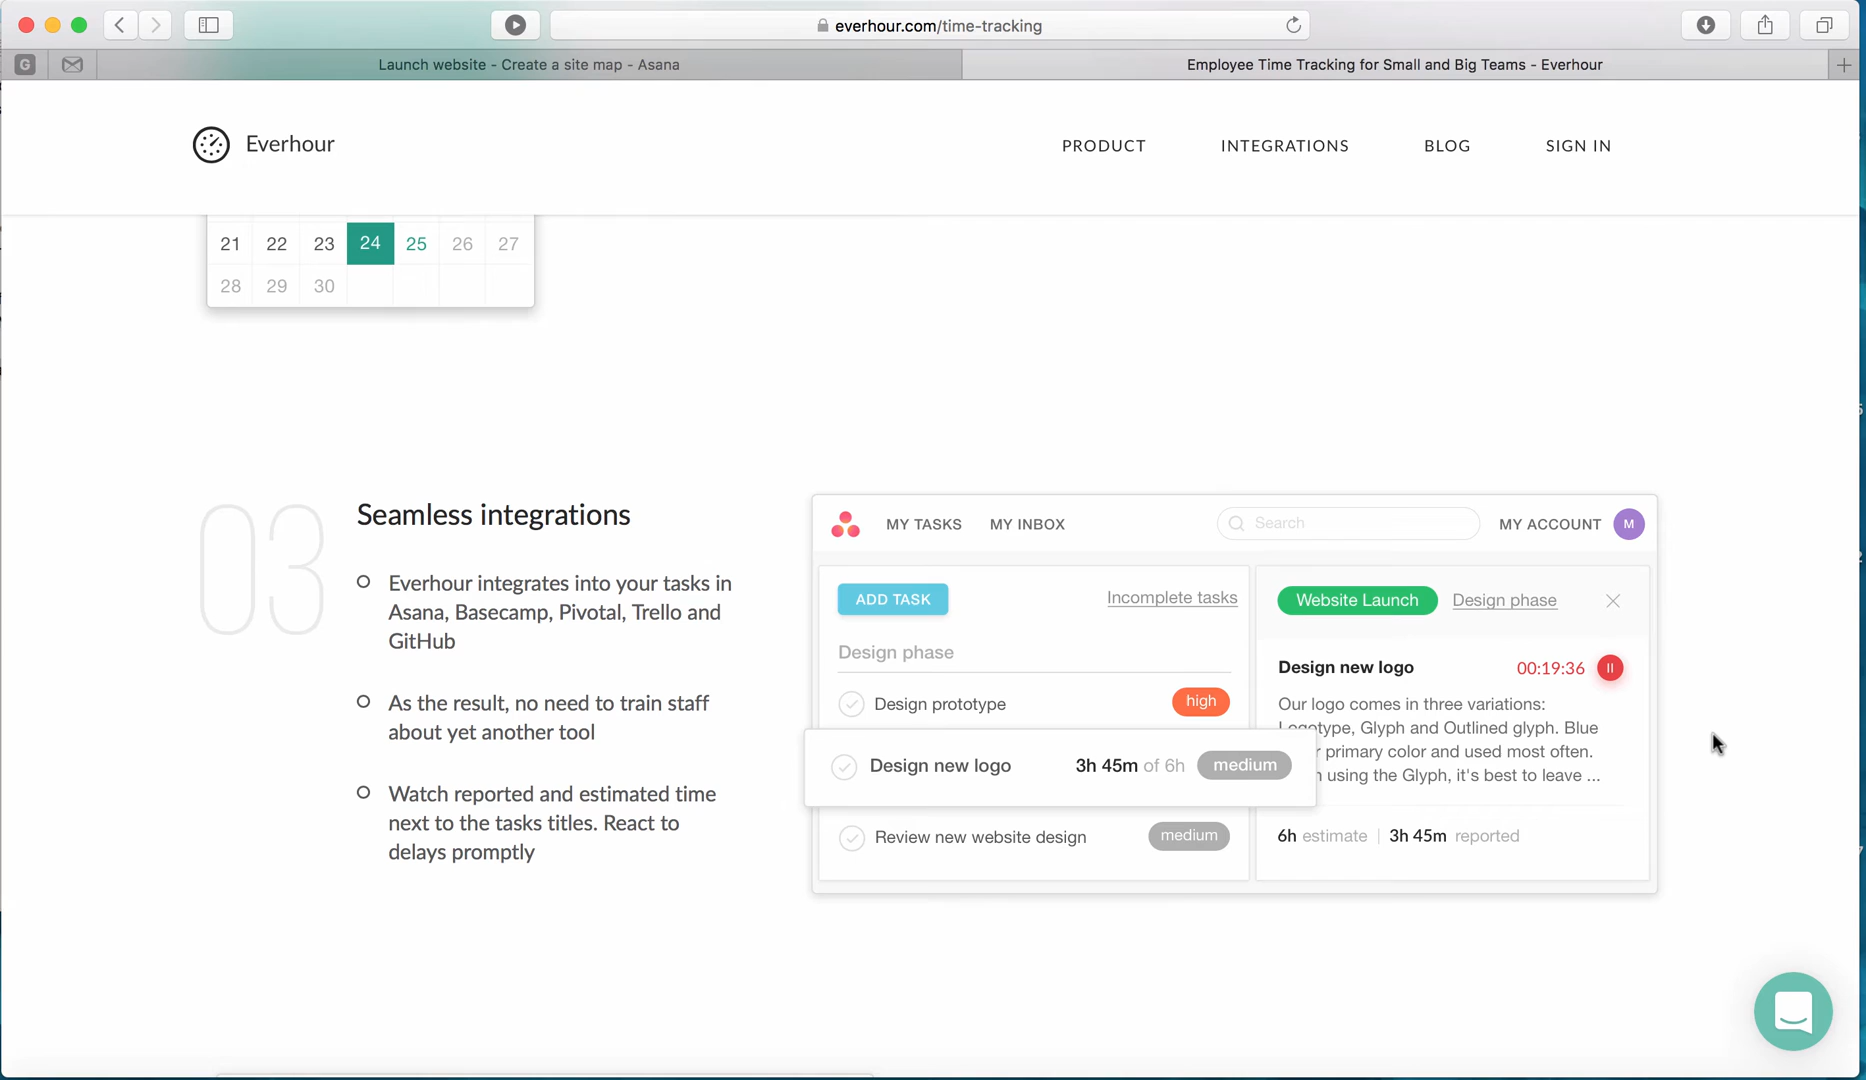 everhour.com/time-tracking
G
Launch website - Create a site map - Asana
Employee Time Tracking for Small and Big Teams - Everhour
Everhour
PRODUCT
INTEGRATIONS
BLOG
SIGN IN
21 22 23 24 25 26 27
28 29 30
03
Seamless integrations
Everhour integrates into your tasks in
Asana, Basecamp, Pivotal, Trello and
GitHub
As the result, no need to train staff
about yet another tool
Watch reported and estimated time
next to the tasks titles. React to
delays promptly
MY TASKS
MY INBOX
Search
MY ACCOUNT
M
ADD TASK
Incomplete tasks
Design phase
Design prototype
high
Design new logo
3h 45m of 6h
medium
Review new website design
medium
Website Launch
Design phase
Design new logo
00:19:36
Our logo comes in three variations:
Logotype, Glyph and Outlined glyph. Blue
primary color and used most often.
using the Glyph, it's best to leave ...
6h estimate | 3h 45m reported